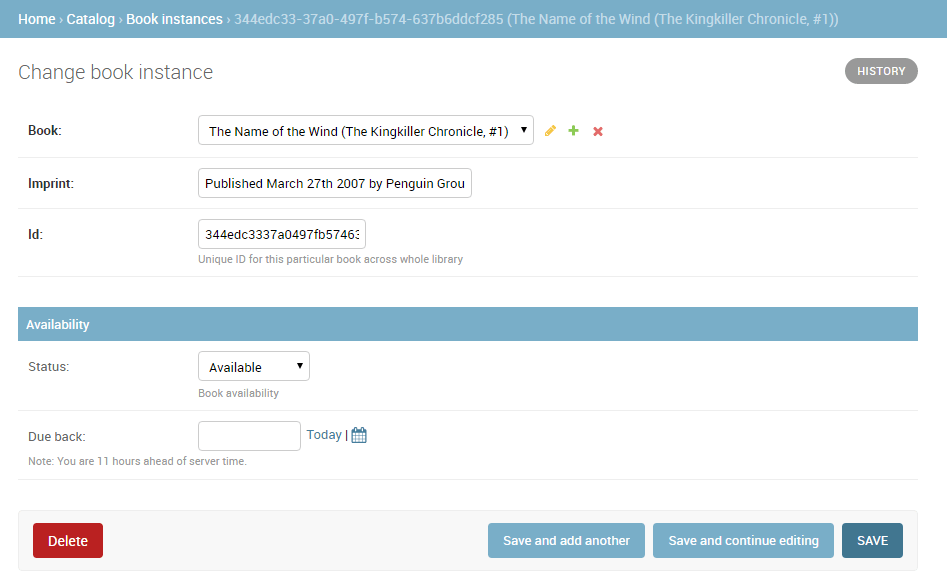 Home › Catalog › Book instances › 344edc33-37a0-497f-b574-637b6ddcf285 (The Name of the Wind (The Kingkiller Chronicle, #1))
Change book instance
HISTORY
Book: The Name of the Wind (The Kingkiller Chronicle, #1)
Imprint: Published March 27th 2007 by Penguin Grou
Id: 344edc3337a0497fb57463
Unique ID for this particular book across whole library
Availability
Status: Available
Book availability
Due back: Today |
Note: You are 11 hours ahead of server time.
Delete Save and add another Save and continue editing SAVE